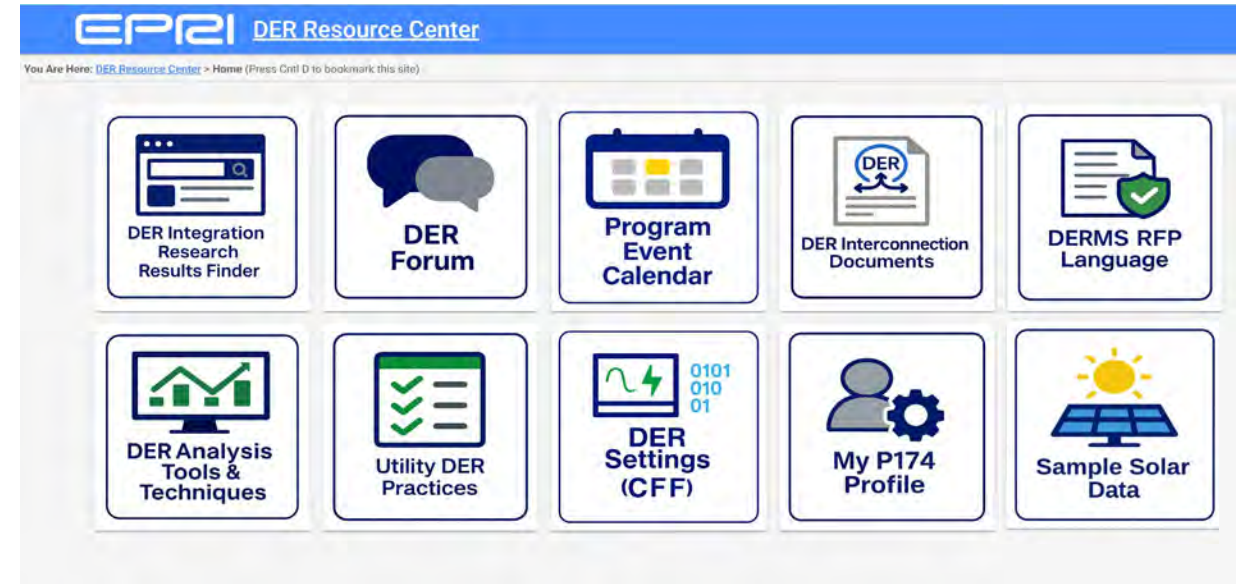 EPRI DER Resource Center
You Are Here: DER Resource Center > Home (Press Cntl D to bookmark this site)
DER Integration
Research
Results Finder
DER
Forum
Program
Event
Calendar
DER
DER Interconnection
Documents
DERMS RFP
Language
DER Analysis
Tools &
Techniques
Utility DER
Practices
0101
010
01
DER
Settings
(CFF)
My P174
Profile
Sample Solar
Data